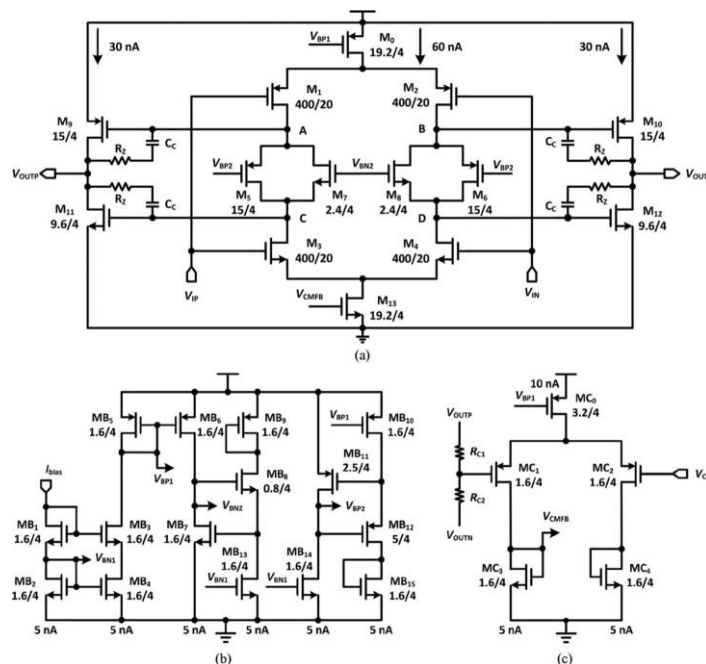 30 nA
V_BP1
M_0
19.2/4
60 nA
30 nA
M_1
400/20
M_2
400/20
M_9
15/4
A
B
M_10
15/4
R_Z
C_C
C_C
R_Z
V_OUTP
V_BP2
V_BN2
V_BP2
V_OUT
M_5
15/4
M_7
2.4/4
M_8
2.4/4
M_6
15/4
R_Z
C_C
C_C
R_Z
M_11
9.6/4
C
D
M_12
9.6/4
M_3
400/20
M_4
400/20
V_IP
V_IN
V_CMFB
M_13
19.2/4
(a)
MB_5
1.6/4
MB_6
1.6/4
MB_9
1.6/4
V_BP1
MB_10
1.6/4
I_bias
V_BP1
MB_8
0.8/4
MB_11
2.5/4
V_BN2
V_BP2
MB_1
1.6/4
MB_3
1.6/4
MB_7
1.6/4
MB_12
5/4
V_BN1
MB_13
1.6/4
MB_14
1.6/4
MB_2
1.6/4
MB_4
1.6/4
V_BN1
V_BN1
MB_15
1.6/4
5 nA
5 nA
5 nA
5 nA
5 nA
5 nA
(b)
10 nA
V_BP1
MC_0
3.2/4
V_OUTP
R_C1
R_C2
V_OUTN
MC_1
1.6/4
MC_2
1.6/4
V_C
V_CMFB
MC_3
1.6/4
MC_4
1.6/4
5 nA
5 nA
(c)